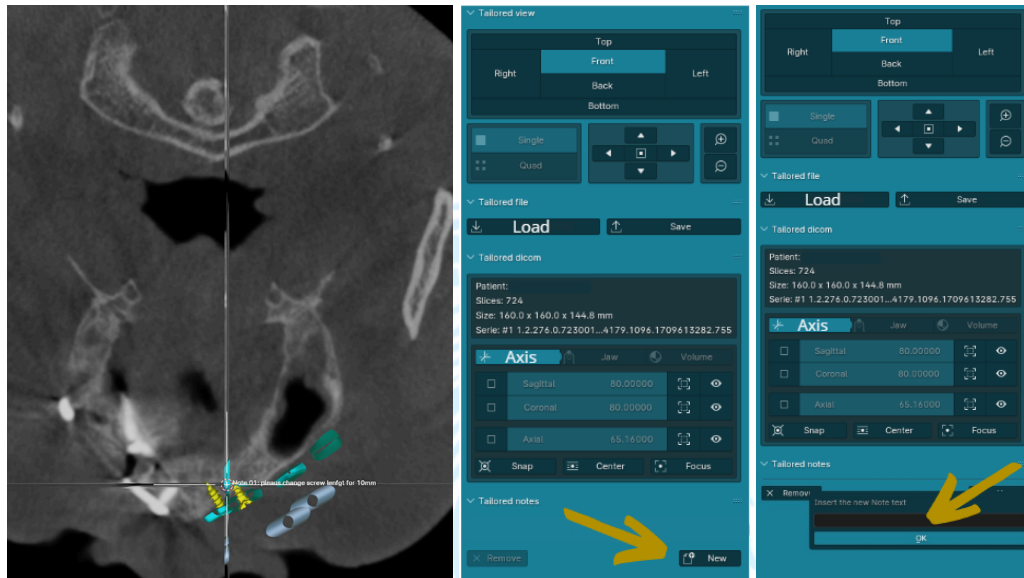 Note 01: please change screw lenfgt for 10mm
Tailored view
Top
Right
Front
Left
Back
Bottom
Single
Quad
Tailored file
Load
Save
Tailored dicom
Patient:
Slices: 724
Size: 160.0 x 160.0 x 144.8 mm
Serie: #1 1.2.276.0.723001...4179.1096.1709613282.755
Axis
Jaw
Volume
Sagittal 80.00000
Coronal 80.00000
Axial 65.16000
Snap
Center
Focus
Tailored notes
Remove
New
Top
Right
Front
Left
Back
Bottom
Single
Quad
Tailored file
Load
Save
Tailored dicom
Patient:
Slices: 724
Size: 160.0 x 160.0 x 144.8 mm
Serie: #1 1.2.276.0.723001...4179.1096.1709613282.755
Axis
Jaw
Volume
Sagittal 80.00000
Coronal 80.00000
Axial 65.16000
Snap
Center
Focus
Tailored notes
Insert the new Note text
OK